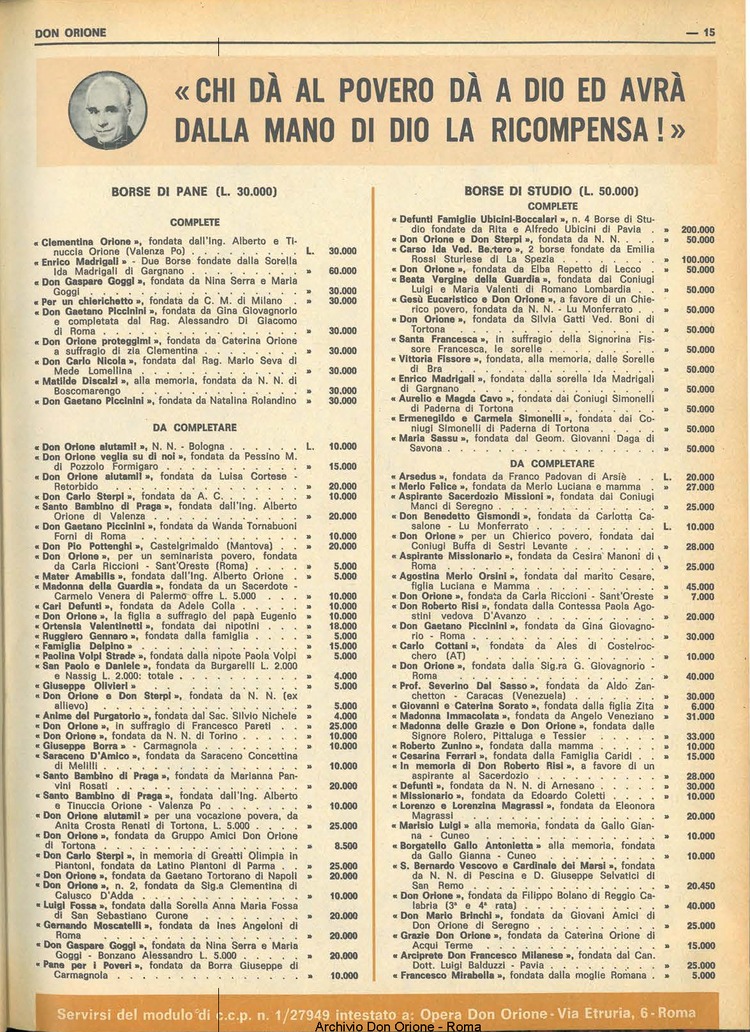 DON ORIONE
— 15
« CHI DÀ AL POVERO DÀ A DIO ED AVRÀ
DALLA MANO DI DIO LA RICOMPENSA ! »
BORSE DI PANE (L. 30.000)
COMPLETE
« Clementina Orione », fondata dall'Ing. Alberto e Ti-
nuccia Orione (Valenza Po) . . . . . . . . . L. 30.000
« Enrico Madrigali » - Due Borse fondate dalla Sorella
Ida Madrigali di Gargnano . . . . . . . . . » 60.000
« Don Gaspare Goggi », fondata da Nina Serra e Maria
Goggi . . . . . . . . . » 30.000
« Per un chierichetto », fondata da C. M. di Milano . » 30.000
« Don Gaetano Piccinini », fondata da Gina Giovagnorio
e completata dal Rag. Alessandro Di Giacomo
di Roma . . . . . . . . . » 30.000
« Don Orione proteggimi », fondata da Caterina Orione
a suffragio di zia Clementina . . . . . . . » 30.000
« Don Carlo Nicola », fondata dal Rag. Mario Seva di
Mede Lomellina . . . . . . . . . » 30.000
« Matilde Discalzi », alla memoria, fondata da N. N. di
Boscomarengo . . . . . . . . . » 30.000
« Don Gaetano Piccinini », fondata da Natalina Rolandino » 30.000
DA COMPLETARE
« Don Orione aiutami! », N. N. - Bologna . . . . . . L. 10.000
« Don Orione veglia su di noi », fondata da Pessino M.
di Pozzolo Formigaro . . . . . . . . . » 15.000
« Don Orione aiutami! », fondata da Luisa Cortese -
Retorbido . . . . . . . . . » 20.000
« Don Carlo Sterpi », fondata da A. C. . . . . . . » 10.000
« Santo Bambino di Praga », fondata dall'Ing. Alberto
Orione di Valenza . . . . . . . . . » 20.000
« Don Gaetano Piccinini », fondata da Wanda Tornabuoni
Forni di Roma . . . . . . . . . » 10.000
« Don Pio Pottenghi », Castelgrimaldo (Mantova) . . » 20.000
« Don Orione », per un seminarista povero, fondata
da Carla Riccioni - Sant'Oreste (Roma) . . . . » 5.000
« Mater Amabilis », fondata dall'Ing. Alberto Orione . » 5.000
« Madonna della Guardia », fondata da un Sacerdote -
Carmelo Venera di Palermo offre L. 5.000 . . . » 10.000
« Cari Defunti », fondata da Adele Colla . . . . . » 10.000
« Don Orione », la figlia a suffragio del papà Eugenio » 10.000
« Ortensia Valentinetti », fondata dai nipotini . . . » 18.000
« Ruggiero Gennaro », fondata dalla famiglia . . . . » 5.000
« Famiglia Delpino » . . . . . . . . . » 15.000
« Paolina Volpi Strade », fondata dalla nipote Paola Volpi » 5.000
« San Paolo e Daniele », fondata da Burgarelli L. 2.000
e Nassig L. 2.000: totale . . . . . . . . . » 4.000
« Giuseppe Olivieri » . . . . . . . . . » 5.000
« Don Orione e Don Sterpi », fondata da N. N. (ex
allievo) . . . . . . . . . » 5.000
« Anime del Purgatorio », fondata dal Sac. Silvio Nichele » 4.000
« Don Orione », in suffragio di Francesco Pareti . . » 25.000
« Don Orione », fondata da N. N. di Torino . . . . » 10.000
« Giuseppe Borra » - Carmagnola . . . . . . . » 10.000
« Saraceno D'Amico », fondata da Saraceno Concettina
di Melilli . . . . . . . . . » 10.000
« Santo Bambino di Praga », fondata da Marianna Pan-
vini Rosati . . . . . . . . . » 20.000
« Santo Bambino di Praga », fondata dall'Ing. Alberto
e Tinuccia Orione - Valenza Po . . . . . . . » 10.000
« Don Orione aiutami! » per una vocazione povera, da
Anita Crosta Renati di Tortona, L. 5.000 . . . . » 25.000
« Don Orione », fondata da Gruppo Amici Don Orione
di Tortona . . . . . . . . . » 8.500
« Don Carlo Sterpi », in memoria di Greatti Olimpia in
Piantoni, fondata da Latino Piantoni di Parma . . » 25.000
« Don Orione », fondata da Gaetano Tortorano di Napoli » 20.000
« Don Orione », n. 2, fondata da Sig.a Clementina di
Calusco D'Adda . . . . . . . . . » 10.000
« Luigi Fossa », fondata dalla Sorella Anna Maria Fossa
di San Sebastiano Curone . . . . . . . . . » 20.000
« Gernando Moscatelli », fondata da Ines Angeloni di
Roma . . . . . . . . . » 20.000
« Don Gaspare Goggi », fondata da Nina Serra e Maria
Goggi - Bonzano Alessandro L. 5.000 . . . . . » 20.000
« Pane per i Poveri », fondata da Borra Giuseppe di
Carmagnola . . . . . . . . . » 10.000
BORSE DI STUDIO (L. 50.000)
COMPLETE
« Defunti Famiglie Ubicini-Boccalari », n. 4 Borse di Stu-
dio fondate da Rita e Alfredo Ubicini di Pavia . » 200.000
« Don Orione e Don Sterpi », fondata da N. N. . . » 50.000
« Carso Ida Ved. Bertero », 2 borse fondate da Emilia
Rossi Sturlese di La Spezia . . . . . . . » 100.000
« Don Orione », fondata da Elba Repetto di Lecco . » 50.000
« Beata Vergine della Guardia », fondata dai Coniugi
Luigi e Maria Valenti di Romano Lombardia . . » 50.000
« Gesù Eucaristico e Don Orione », a favore di un Chie-
rico povero, fondata da N. N. - Lu Monferrato . . » 50.000
« Don Orione », fondata da Silvia Gatti Ved. Boni di
Tortona . . . . . . . . . » 50.000
« Santa Francesca », in suffragio della Signorina Fis-
sore Francesca, le sorelle . . . . . . . . . » 50.000
« Vittoria Fissore », fondata, alla memoria, dalle Sorelle
di Bra . . . . . . . . . » 50.000
« Enrico Madrigali », fondata dalla sorella Ida Madrigali
di Gargnano . . . . . . . . . » 50.000
« Aurelio e Magda Cavo », fondata dai Coniugi Simonelli
di Paderna di Tortona . . . . . . . . . » 50.000
« Ermenegildo e Carmela Simonelli », fondata dai Co-
niugi Simonelli di Paderna di Tortona . . . . . » 50.000
« Maria Sassu », fondata dal Geom. Giovanni Daga di
Savona . . . . . . . . . » 50.000
DA COMPLETARE
« Arsedus », fondata da Franco Padovan di Arsiè . . L. 20.000
« Merlo Felice », fondata da Merlo Luciana e mamma . » 27.000
« Aspirante Sacerdozio Missioni », fondata dai Coniugi
Manci di Seregno . . . . . . . . . » 25.000
« Don Benedetto Gismondi », fondata da Carlotta Ca-
salone - Lu Monferrato . . . . . . . . . L. 10.000
« Don Orione » per un Chierico povero, fondata dai
Coniugi Buffa di Sestri Levante . . . . . . . » 28.000
« Aspirante Missionario », fondata da Cesira Manoni di
Roma . . . . . . . . . » 25.000
« Agostina Merlo Orsini », fondata dal marito Cesare,
figlia Luciana e Mamma . . . . . . . . . 45.000
« Don Orione », fondata da Carla Riccioni - Sant'Oreste » 7.000
« Don Roberto Risi », fondata dalla Contessa Paola Ago-
stini vedova D'Avanzo . . . . . . . . . » 20.000
« Don Gaetano Piccinini », fondata da Gina Giovagno-
rio - Roma . . . . . . . . . » 30.000
« Carlo Cottani », fondata da Ales di Costelroc-
chero (AT) . . . . . . . . . » 10.000
« Don Orione », fondata dalla Sig.ra G. Giovagnorio -
Roma . . . . . . . . . » 40.000
« Prof. Severino Dal Sasso », fondata da Aldo Zan-
chetton - Caracas (Venezuela) . . . . . . . » 30.000
« Giovanni e Caterina Sorato », fondata dalla figlia Zita » 6.000
« Madonna Immacolata », fondata da Angelo Veneziano » 31.000
« Madonna delle Grazie e Don Orione », fondata dalle
Signore Rolero, Pittaluga e Tessier . . . . . . » 33.000
« Roberto Zunino », fondata dalla mamma . . . . . » 10.000
« Cesarina Ferrari », fondata dalla Famiglia Caridi . . » 15.000
« In memoria di Don Roberto Risi », a favore di un
aspirante al Sacerdozio . . . . . . . . . » 28.000
« Defunti », fondata da N. N. di Arnesano . . . . » 30.000
« Missionario », fondata da Edoardo Coletti . . . . » 10.000
« Lorenzo e Lorenzina Magrassi », fondata da Eleonora
Magrassi . . . . . . . . . » 20.000
« Marisio Luigi » alla memoria, fondata da Gallo Gian-
na - Cuneo . . . . . . . . . » 10.000
« Borgatello Gallo Antonietta » alla memoria, fondata
da Gallo Gianna - Cuneo . . . . . . . . . » 10.000
« S. Bernardo Vescovo e Cardinale dei Marsi », fondata
da N. N. di Pescina e D. Giuseppe Selvatici di
San Remo . . . . . . . . . » 20.450
« Don Orione », fondata da Filippo Bolano di Reggio Ca-
labria (3ª e 4ª rata) . . . . . . . . . » 40.000
« Don Mario Brinchi », fondata da Giovani Amici di
Don Orione di Seregno . . . . . . . . . » 25.000
« Grazie Don Orione », fondata da Caterina Orione di
Acqui Terme . . . . . . . . . » 15.000
« Arciprete Don Francesco Milanese », fondata dal Can.
Dott. Luigi Balduzzi - Pavia . . . . . . . » 25.000
« Francesco Mirabella », fondata dalla moglie Romana . » 5.000
Servirsi del modulo di c.c.p. n. 1/27949 intestato a: Opera Don Orione - Via Etruria, 6 - Roma
Archivio Don Orione - Roma